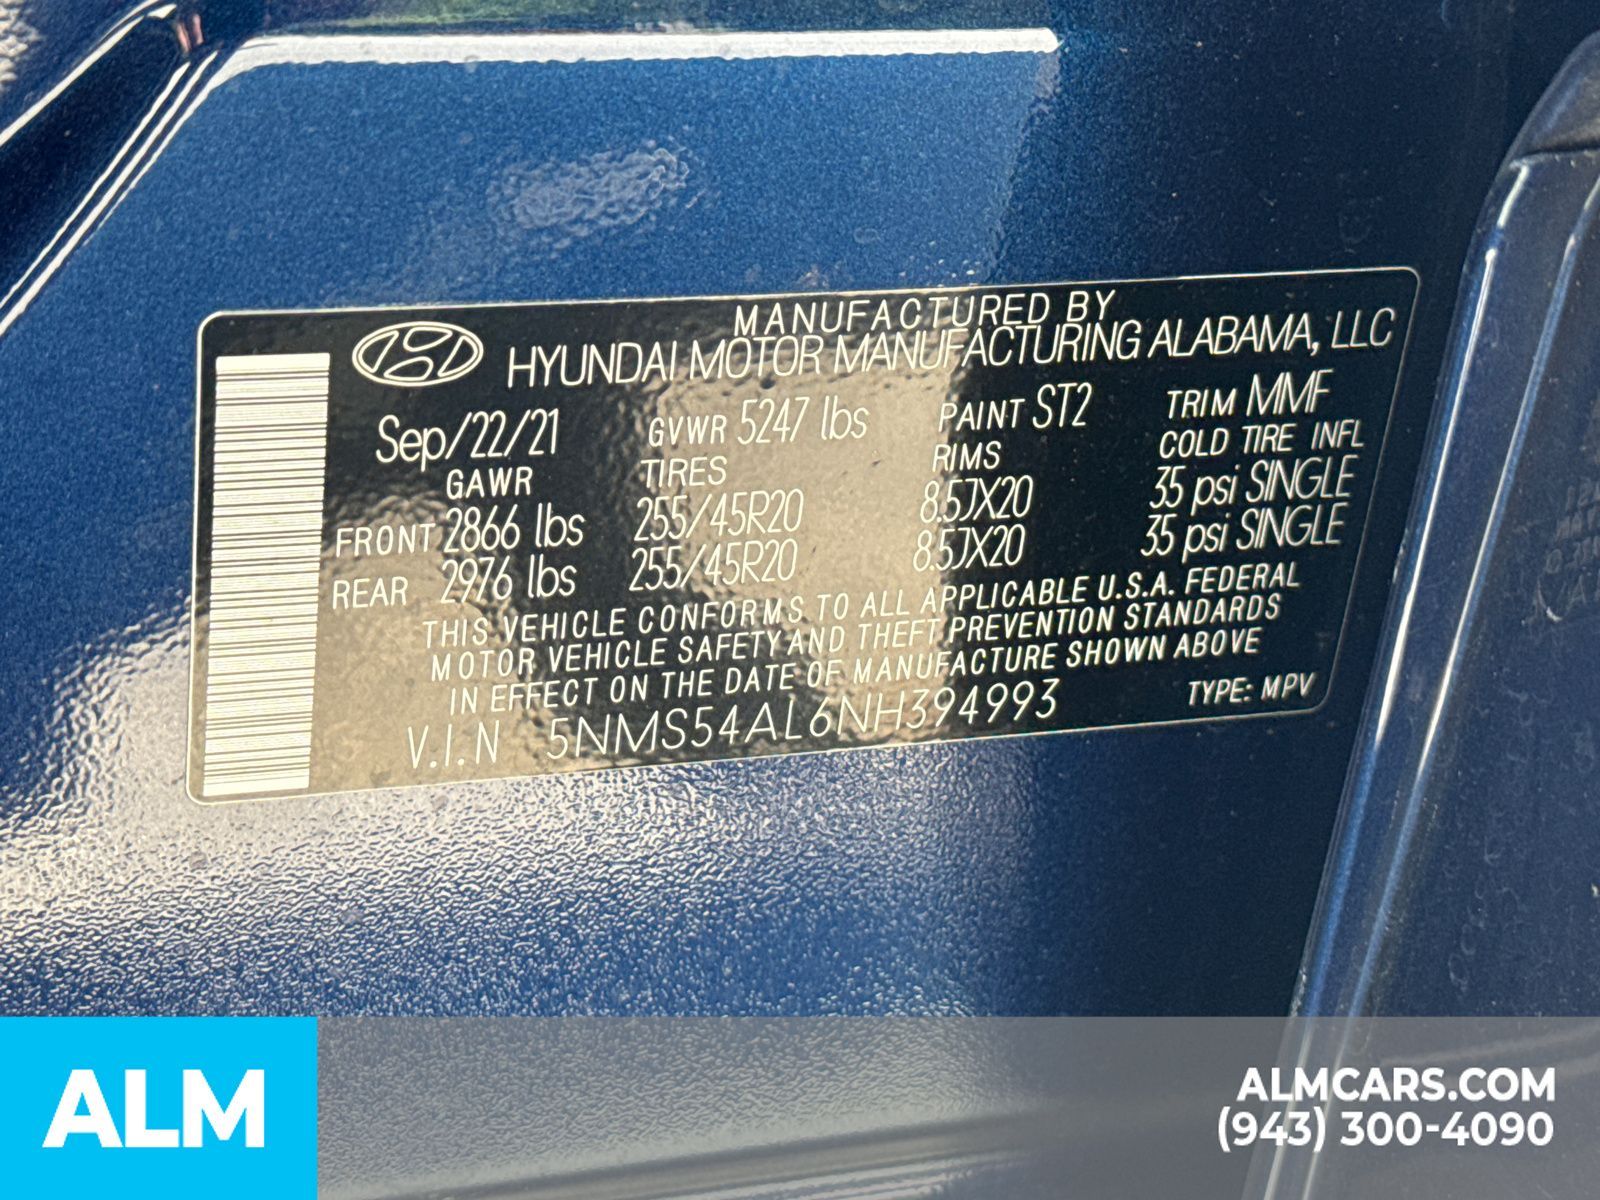 MANUFACTURED BY
HYUNDAI MOTOR MANUFACTURING ALABAMA, LLC
Sep/22/21 GVWR 5247 lbs PAINT ST2 TRIM MMF
GAWR TIRES RIMS COLD TIRE INFL
FRONT 2866 lbs 255/45R20 8.5JX20 35 psi SINGLE
REAR 2976 lbs 255/45R20 8.5JX20 35 psi SINGLE
THIS VEHICLE CONFORMS TO ALL APPLICABLE U.S.A. FEDERAL
MOTOR VEHICLE SAFETY AND THEFT PREVENTION STANDARDS
IN EFFECT ON THE DATE OF MANUFACTURE SHOWN ABOVE
V.I.N 5NMS54AL6NH394993 TYPE: MPV
ALM
ALMCARS.COM
(943) 300-4090